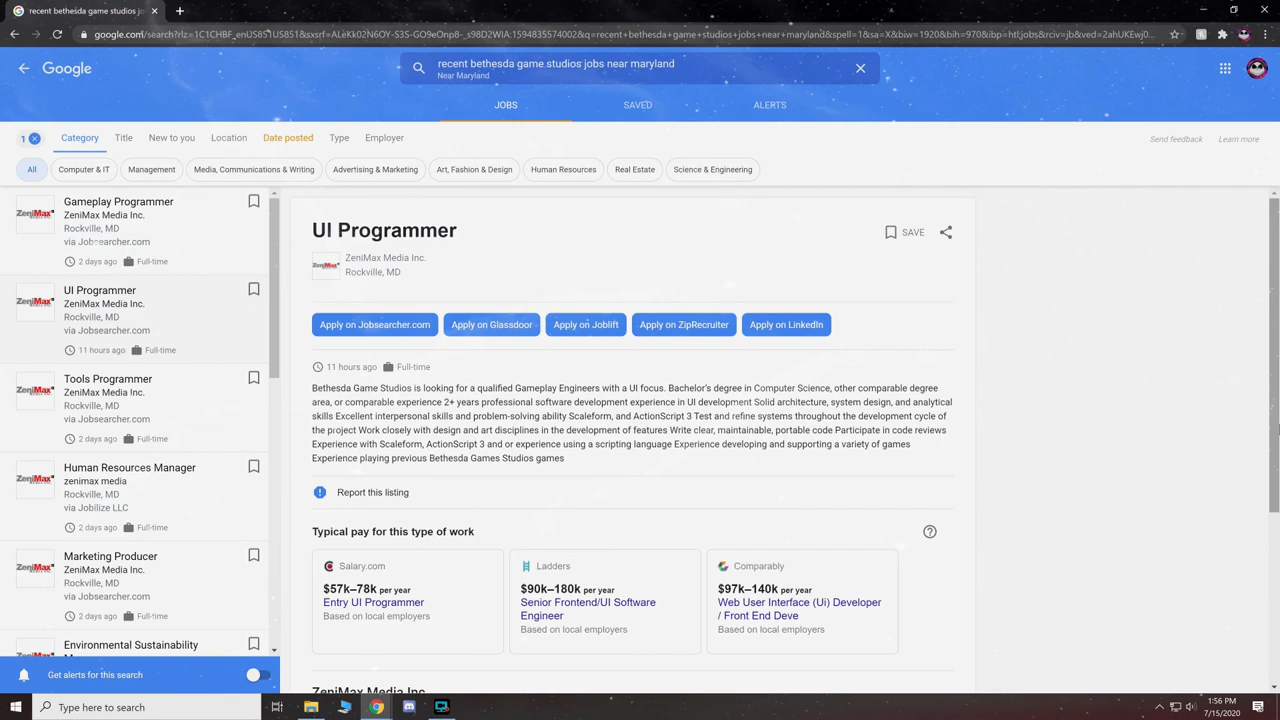 recent bethesda game studios jo
google.com/search?rlz=1C1CHBF_enUS851US851&sxsrf=ALeKk02N6OY-S3S-GO9eOnp8-_s98D2WIA:1594835574002&q=recent+bethesda+game+studios+jobs+near+maryland&spell=1&sa=X&biw=1920&bih=970&ibp=htl;jobs&rciv=jb&ved=2ahUKEwj0...
Google
recent bethesda game studios jobs near maryland
Near Maryland
JOBS SAVED ALERTS
1 Category Title New to you Location Date posted Type Employer Send feedback Learn more
All Computer & IT Management Media, Communications & Writing Advertising & Marketing Art, Fashion & Design Human Resources Real Estate Science & Engineering
Gameplay Programmer
ZeniMax Media Inc.
Rockville, MD
via Jobsearcher.com
2 days ago Full-time
UI Programmer
ZeniMax Media Inc.
Rockville, MD
via Jobsearcher.com
11 hours ago Full-time
Tools Programmer
ZeniMax Media Inc.
Rockville, MD
via Jobsearcher.com
2 days ago Full-time
Human Resources Manager
zenimax media
Rockville, MD
via Jobilize LLC
2 days ago Full-time
Marketing Producer
ZeniMax Media Inc.
Rockville, MD
via Jobsearcher.com
2 days ago Full-time
Environmental Sustainability
Get alerts for this search
UI Programmer
SAVE
ZeniMax
ZeniMax Media Inc.
Rockville, MD
Apply on Jobsearcher.com Apply on Glassdoor Apply on Joblift Apply on ZipRecruiter Apply on LinkedIn
11 hours ago Full-time
Bethesda Game Studios is looking for a qualified Gameplay Engineers with a UI focus. Bachelor's degree in Computer Science, other comparable degree
area, or comparable experience 2+ years professional software development experience in UI development Solid architecture, system design, and analytical
skills Excellent interpersonal skills and problem-solving ability Scaleform, and ActionScript 3 Test and refine systems throughout the development cycle of
the project Work closely with design and art disciplines in the development of features Write clear, maintainable, portable code Participate in code reviews
Experience with Scaleform, ActionScript 3 and or experience using a scripting language Experience developing and supporting a variety of games
Experience playing previous Bethesda Games Studios games
Report this listing
Typical pay for this type of work
Salary.com
$57k–78k per year
Entry UI Programmer
Based on local employers
Ladders
$90k–180k per year
Senior Frontend/UI Software
Engineer
Based on local employers
Comparably
$97k–140k per year
Web User Interface (Ui) Developer
/ Front End Deve
Based on local employers
ZeniMax Media Inc
Type here to search
1:56 PM
7/15/2020